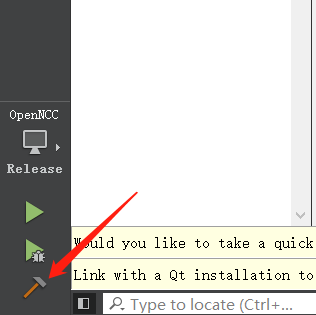 OpenNCC
Release
Would you like to take a quick
Link with a Qt installation to
Type to locate (Ctrl+...